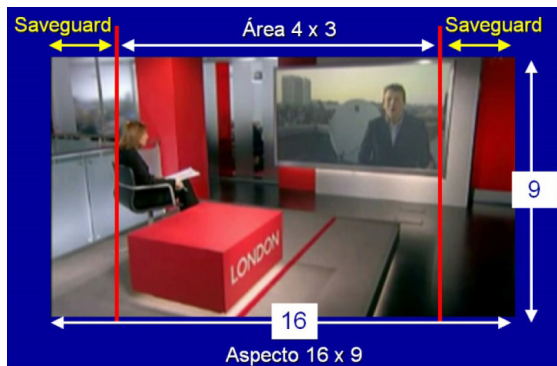 Saveguard
Área 4 x 3
Saveguard
9
LONDON
16
Aspecto 16 x 9